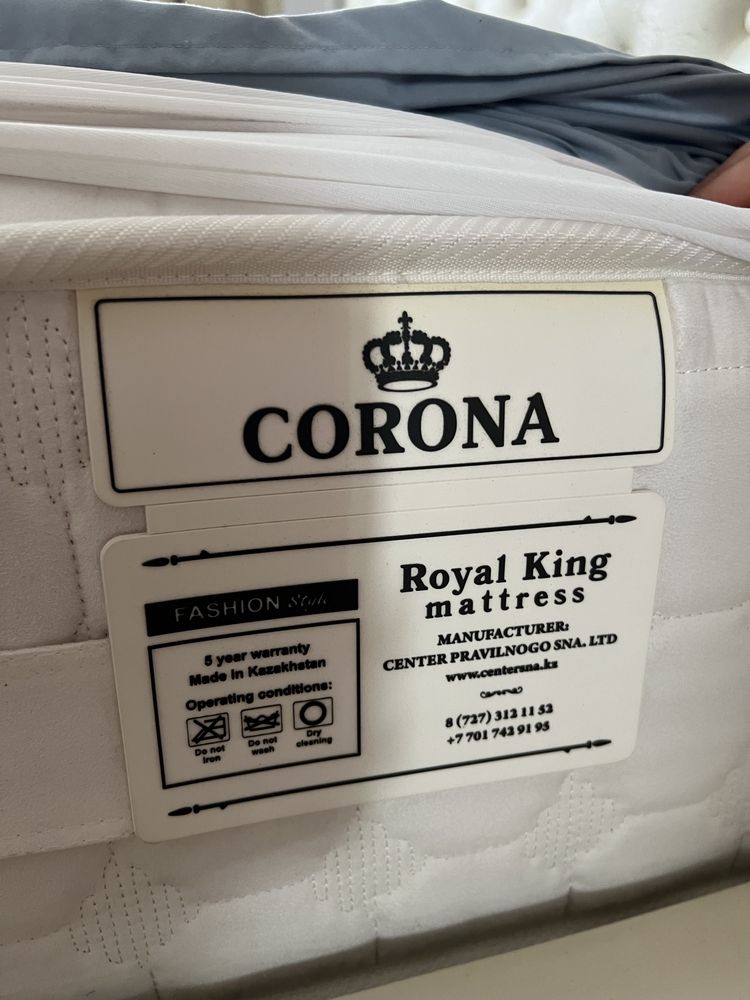 CORONA
FASHION Style
5 year warranty
Made in Kazakhstan
Operating conditions:
Do not iron
Do not wash
Dry cleaning
Royal King
mattress
MANUFACTURER:
CENTER PRAVILNOGO SNA. LTD
www.centersna.kz
8 (727) 312 11 52
+7 701 742 91 95